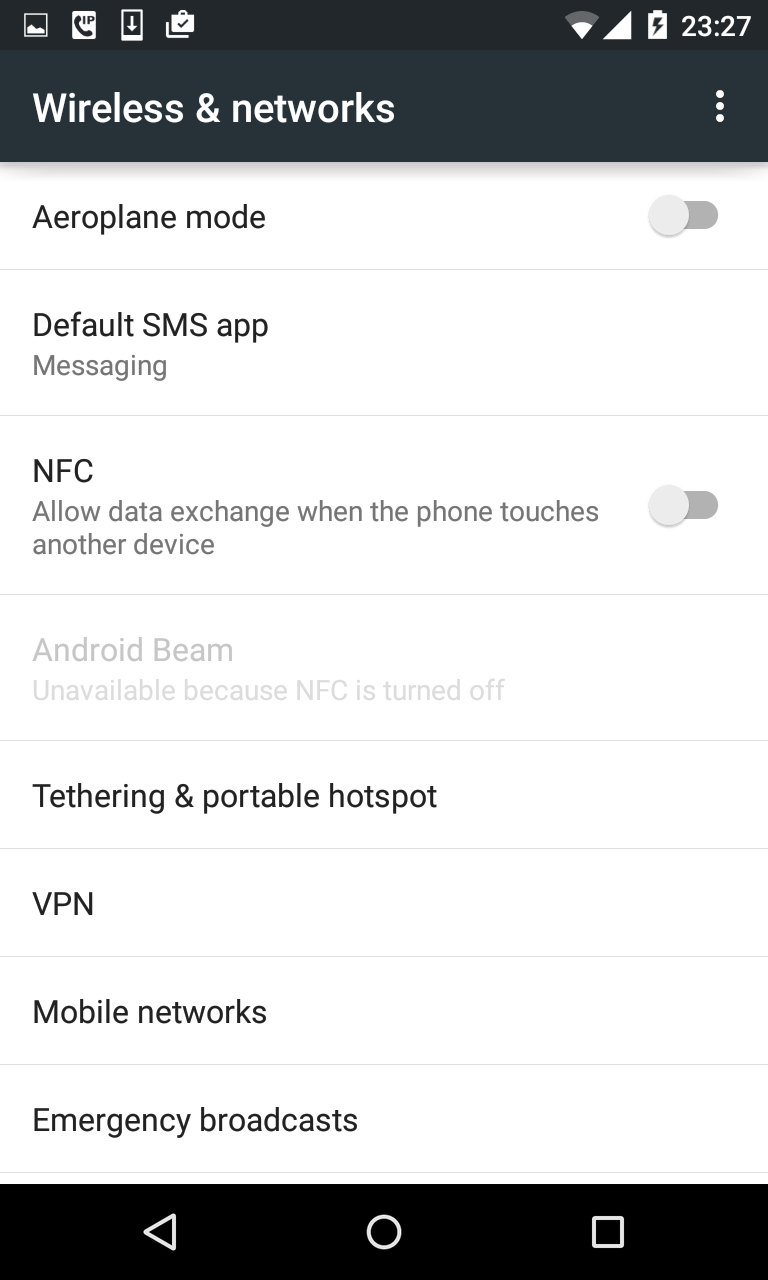 23:27
Wireless & networks
Aeroplane mode
Default SMS app
Messaging
NFC
Allow data exchange when the phone touches
another device
Android Beam
Unavailable because NFC is turned off
Tethering & portable hotspot
VPN
Mobile networks
Emergency broadcasts